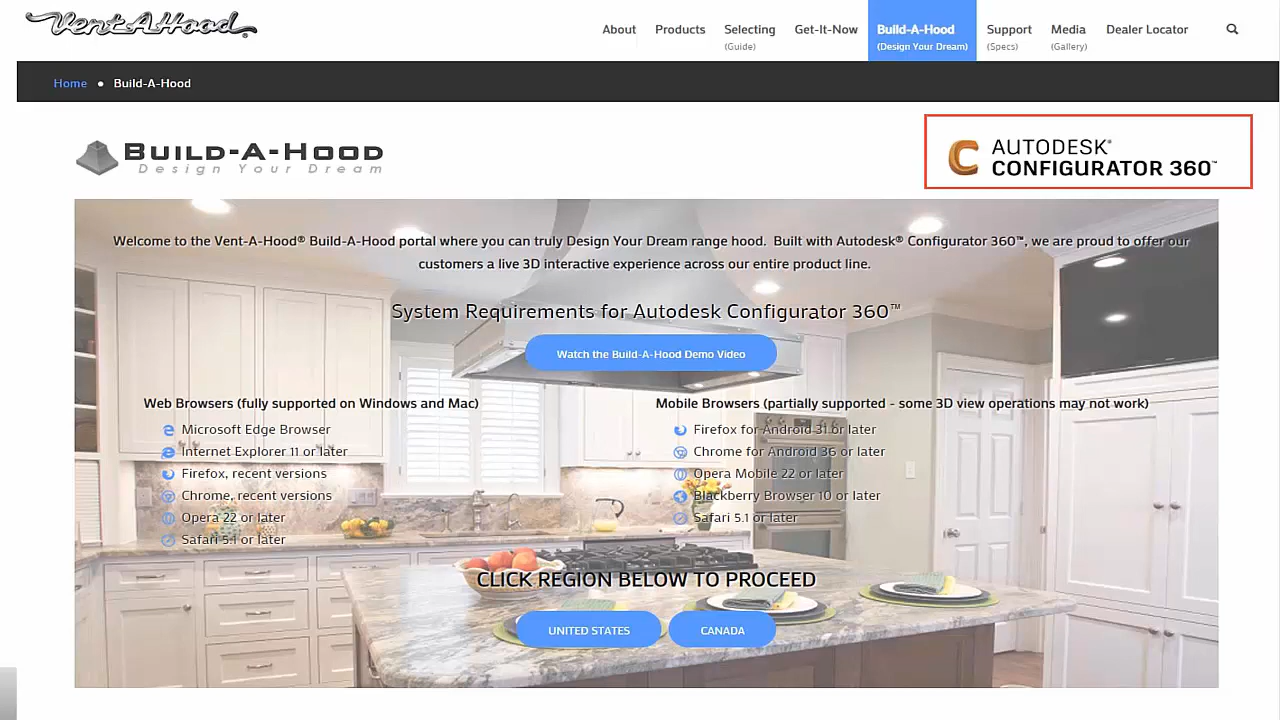 Vent-A-Hood®
About
Products
Selecting
(Guide)
Get-It-Now
Build-A-Hood
(Design Your Dream)
Support
(Specs)
Media
(Gallery)
Dealer Locator
Home • Build-A-Hood
BUILD-A-HOOD
Design Your Dream
AUTODESK®
CONFIGURATOR 360™
Welcome to the Vent-A-Hood® Build-A-Hood portal where you can truly Design Your Dream range hood. Built with Autodesk® Configurator 360™, we are proud to offer our
customers a live 3D interactive experience across our entire product line.
System Requirements for Autodesk Configurator 360™
Watch the Build-A-Hood Demo Video
Web Browsers (fully supported on Windows and Mac)
Microsoft Edge Browser
Internet Explorer 11 or later
Firefox, recent versions
Chrome, recent versions
Opera 22 or later
Safari 5.1 or later
Mobile Browsers (partially supported - some 3D view operations may not work)
Firefox for Android 31 or later
Chrome for Android 36 or later
Opera Mobile 22 or later
Blackberry Browser 10 or later
Safari 5.1 or later
CLICK REGION BELOW TO PROCEED
UNITED STATES
CANADA